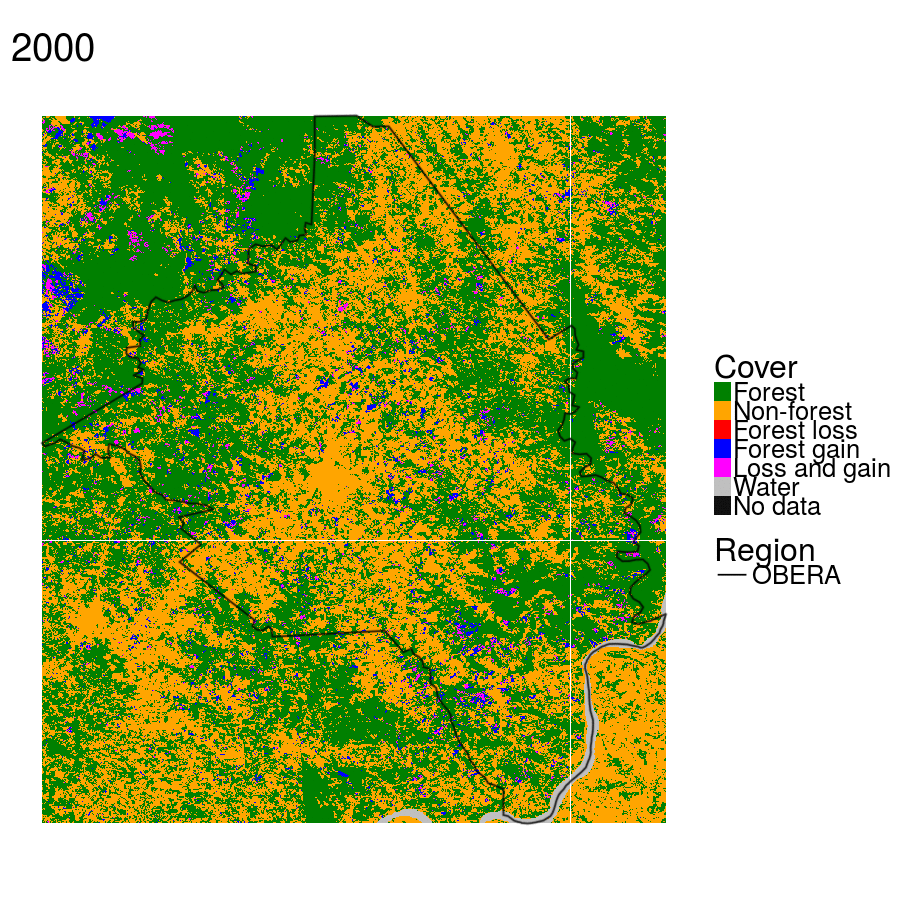 2000
Cover
Forest
Non-forest
Forest loss
Forest gain
Loss and gain
Water
No data
Region
OBERA